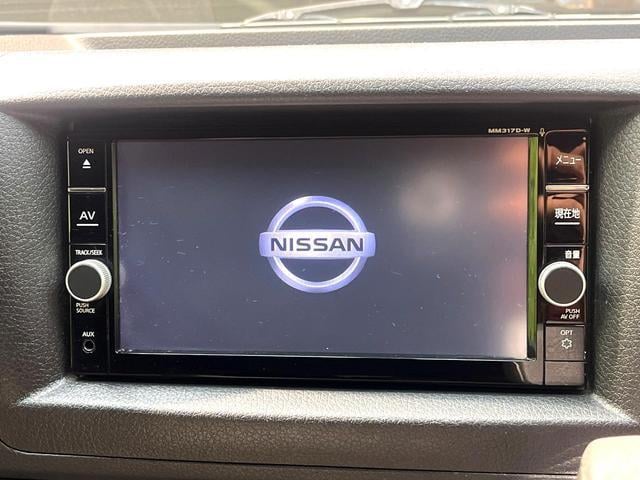 MM317D-W
OPEN
メニュー
AV
現在地
NISSAN
TRACK/SEEK
音量
PUSH
SOURCE
PUSH
AV OFF
AUX
OPT